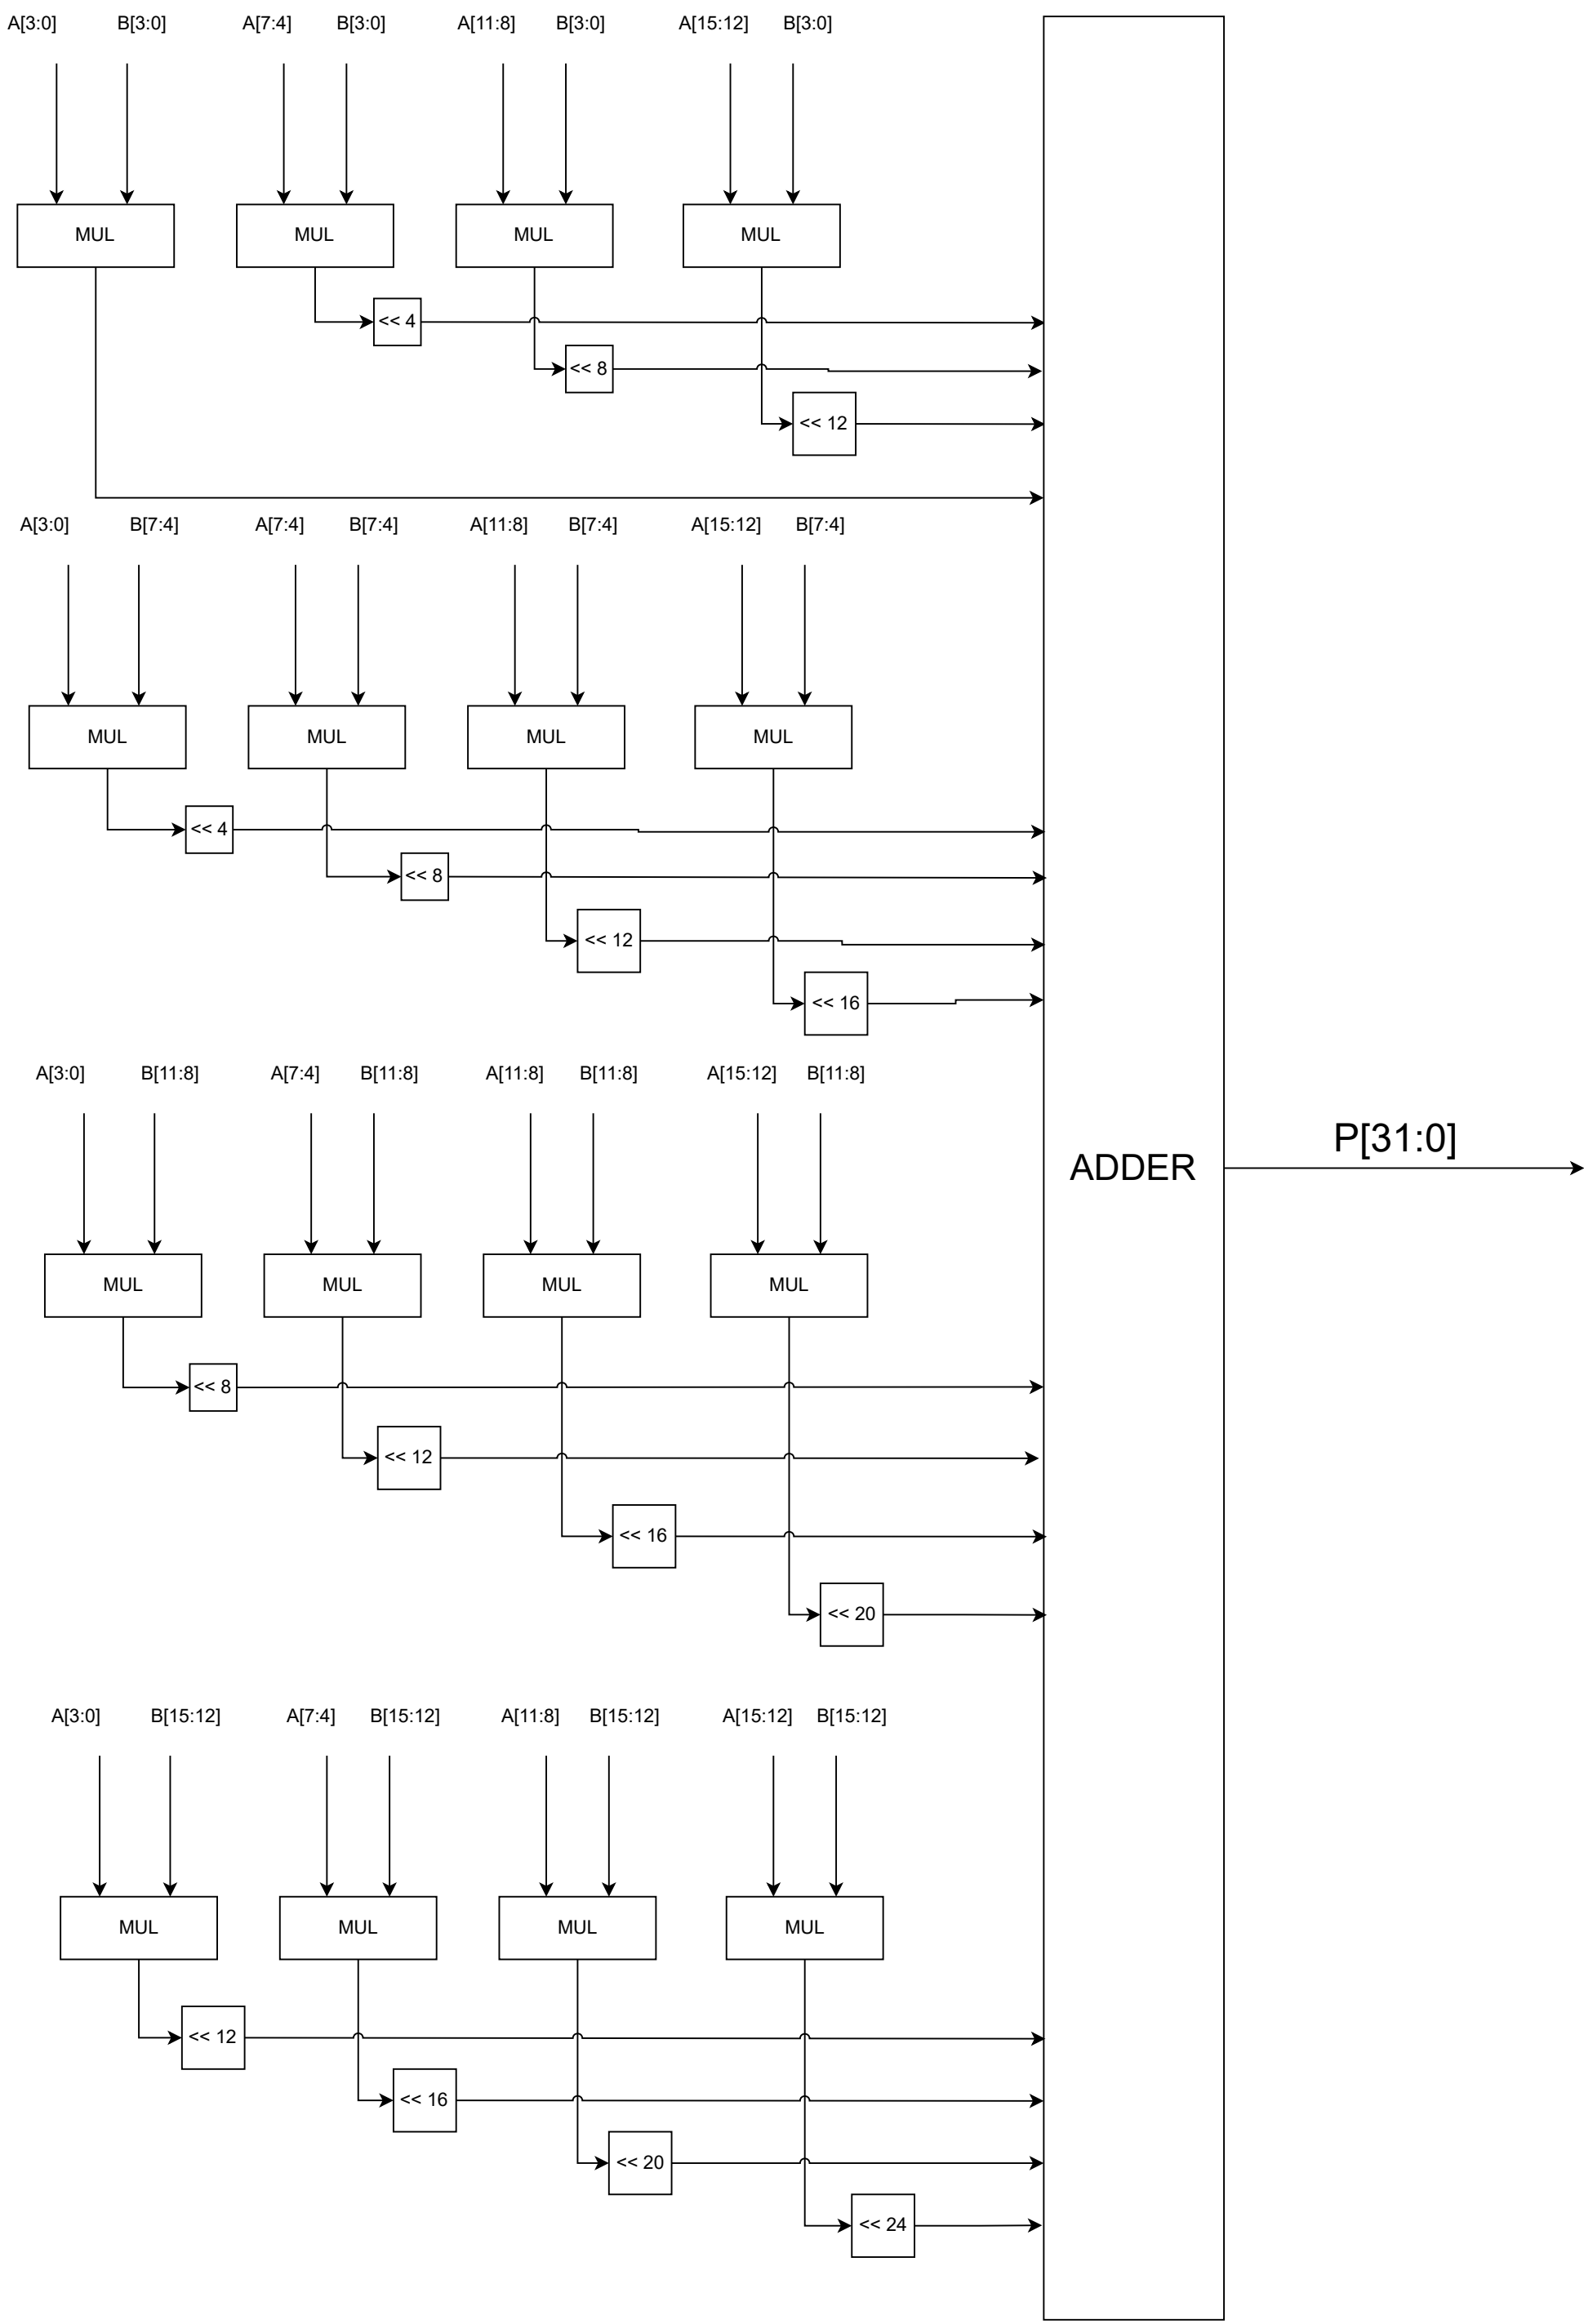 A[3:0] B[3:0] A[7:4] B[3:0] A[11:8] B[3:0] A[15:12] B[3:0]
MUL MUL MUL MUL
<< 4
<< 8
<< 12
A[3:0] B[7:4] A[7:4] B[7:4] A[11:8] B[7:4] A[15:12] B[7:4]
MUL MUL MUL MUL
<< 4
<< 8
<< 12
<< 16
A[3:0] B[11:8] A[7:4] B[11:8] A[11:8] B[11:8] A[15:12] B[11:8]
P[31:0]
ADDER
MUL MUL MUL MUL
<< 8
<< 12
<< 16
<< 20
A[3:0] B[15:12] A[7:4] B[15:12] A[11:8] B[15:12] A[15:12] B[15:12]
MUL MUL MUL MUL
<< 12
<< 16
<< 20
<< 24